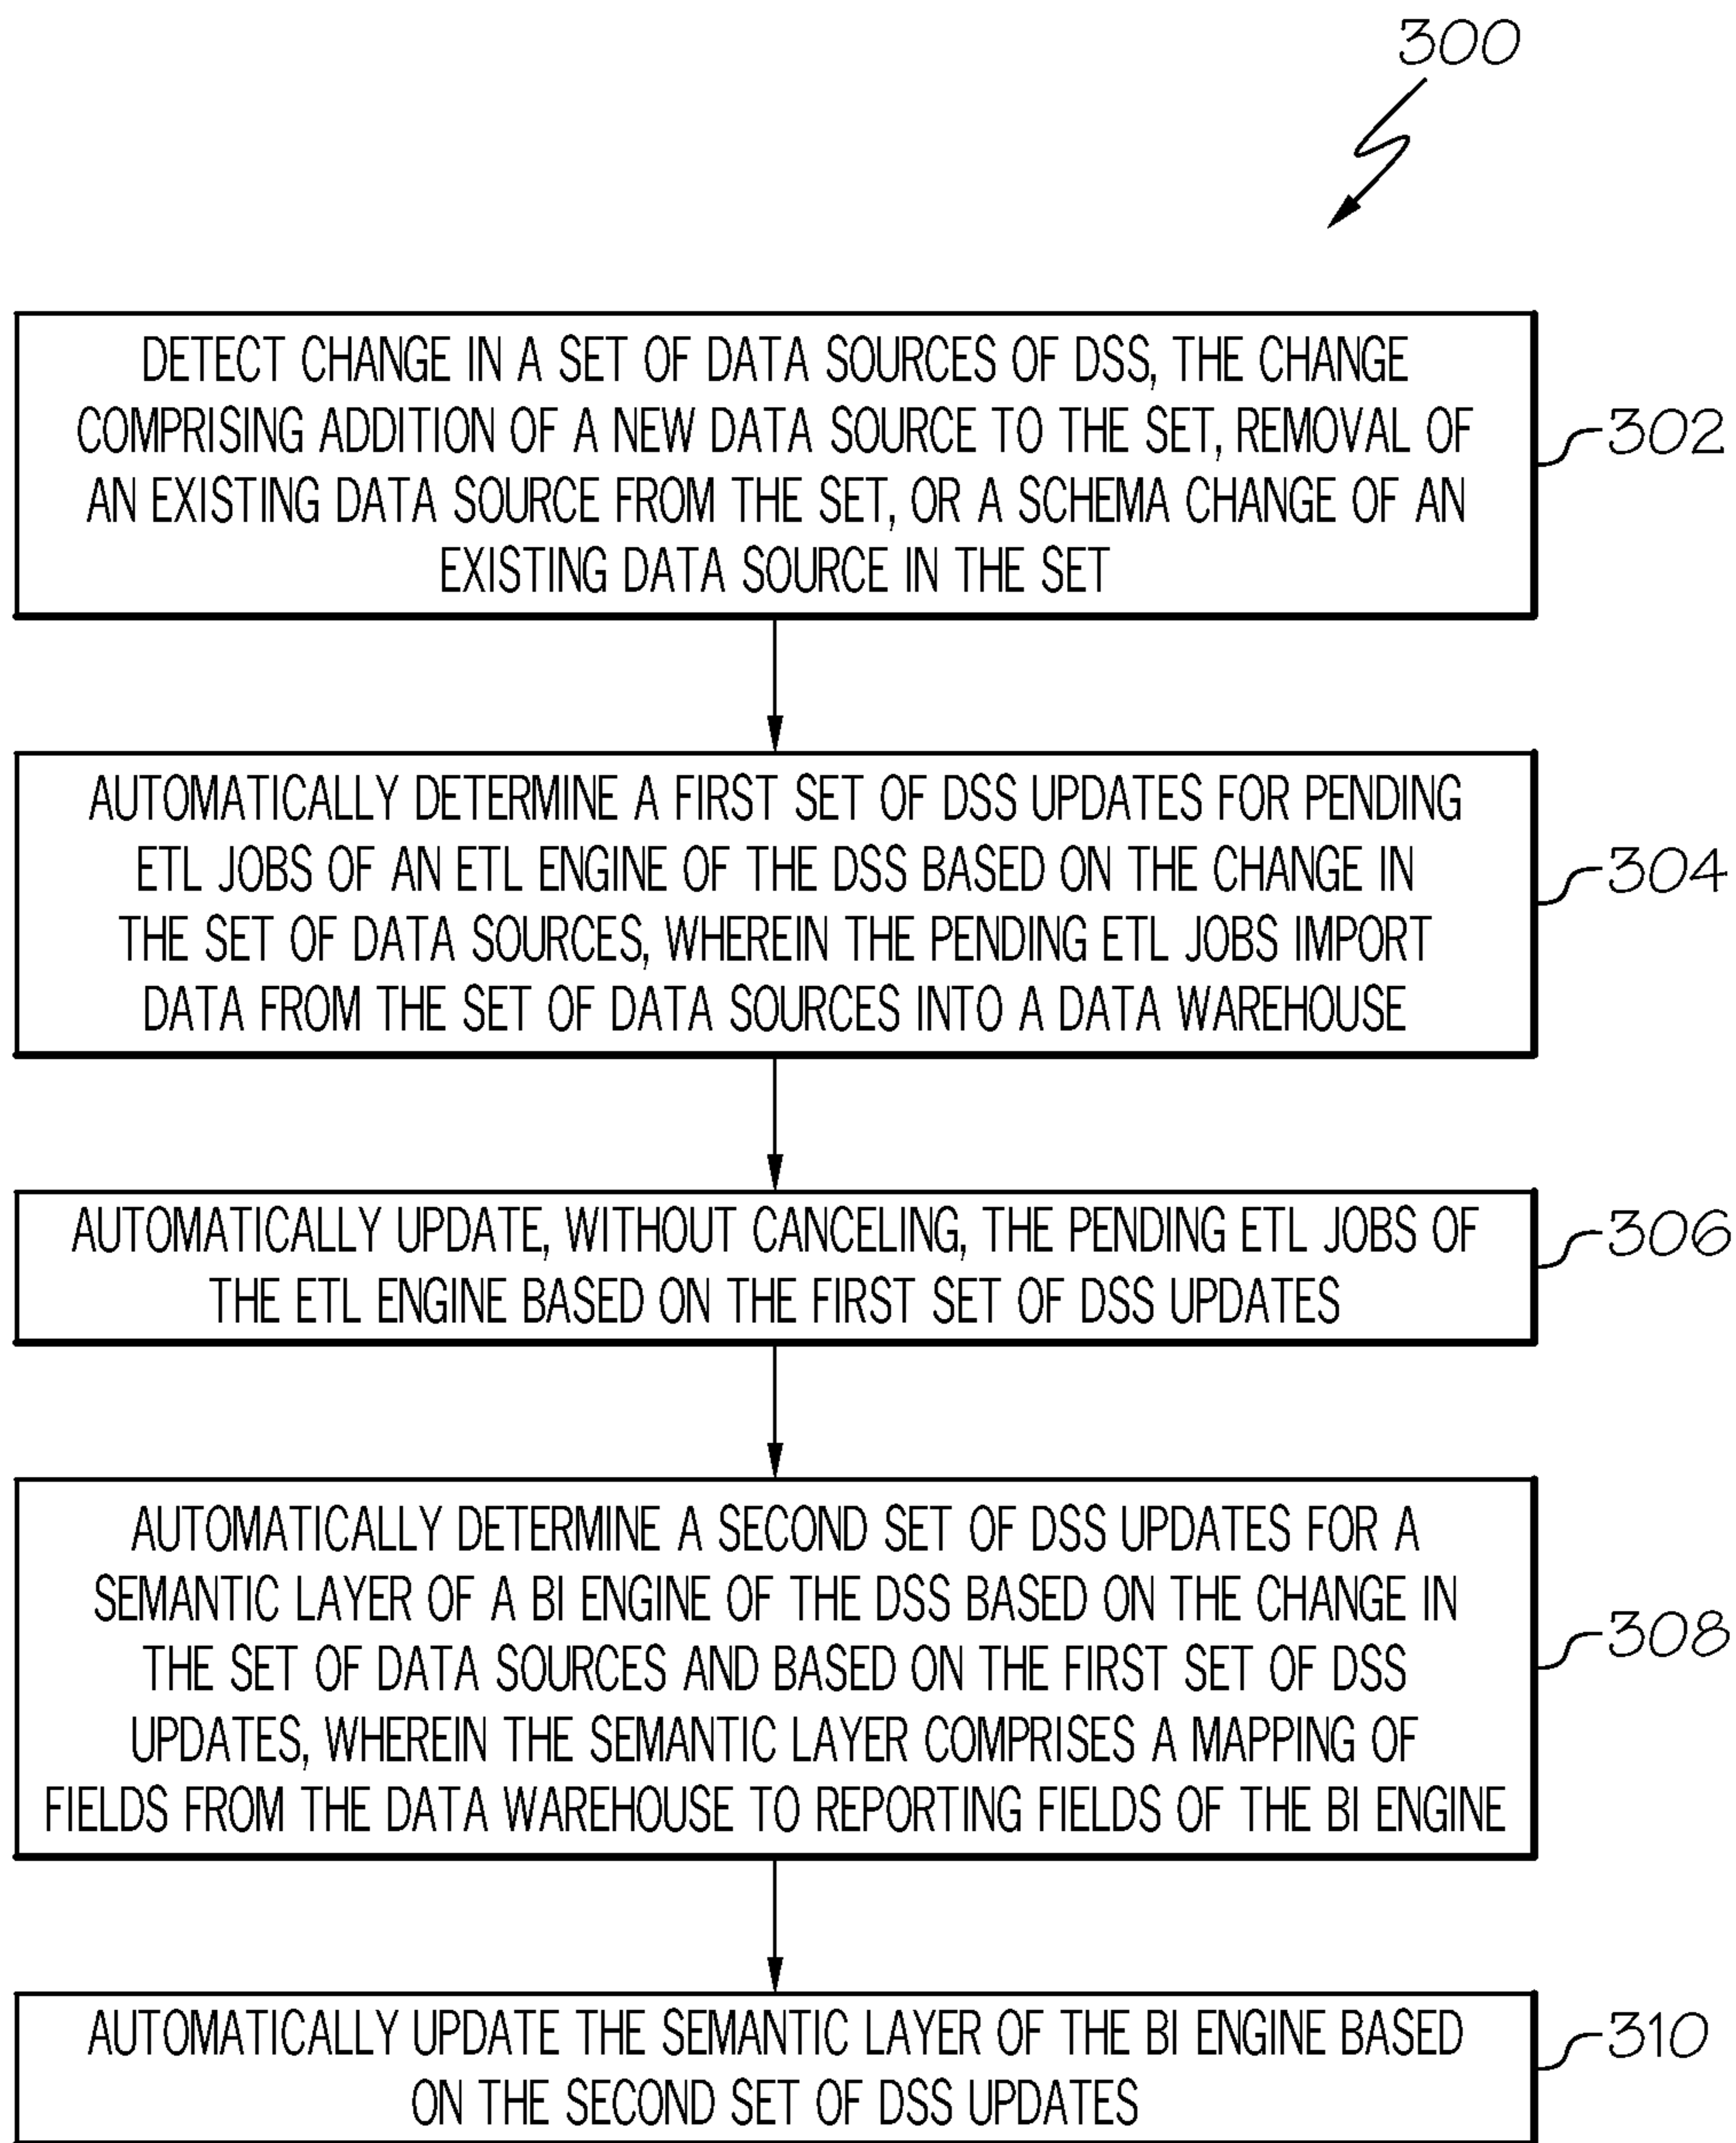 300
DETECT CHANGE IN A SET OF DATA SOURCES OF DSS, THE CHANGE
COMPRISING ADDITION OF A NEW DATA SOURCE TO THE SET, REMOVAL OF
AN EXISTING DATA SOURCE FROM THE SET, OR A SCHEMA CHANGE OF AN
EXISTING DATA SOURCE IN THE SET
302
AUTOMATICALLY DETERMINE A FIRST SET OF DSS UPDATES FOR PENDING
ETL JOBS OF AN ETL ENGINE OF THE DSS BASED ON THE CHANGE IN
THE SET OF DATA SOURCES, WHEREIN THE PENDING ETL JOBS IMPORT
DATA FROM THE SET OF DATA SOURCES INTO A DATA WAREHOUSE
304
AUTOMATICALLY UPDATE, WITHOUT CANCELING, THE PENDING ETL JOBS OF
THE ETL ENGINE BASED ON THE FIRST SET OF DSS UPDATES
306
AUTOMATICALLY DETERMINE A SECOND SET OF DSS UPDATES FOR A
SEMANTIC LAYER OF A BI ENGINE OF THE DSS BASED ON THE CHANGE IN
THE SET OF DATA SOURCES AND BASED ON THE FIRST SET OF DSS
UPDATES, WHEREIN THE SEMANTIC LAYER COMPRISES A MAPPING OF
FIELDS FROM THE DATA WAREHOUSE TO REPORTING FIELDS OF THE BI ENGINE
308
AUTOMATICALLY UPDATE THE SEMANTIC LAYER OF THE BI ENGINE BASED
ON THE SECOND SET OF DSS UPDATES
310